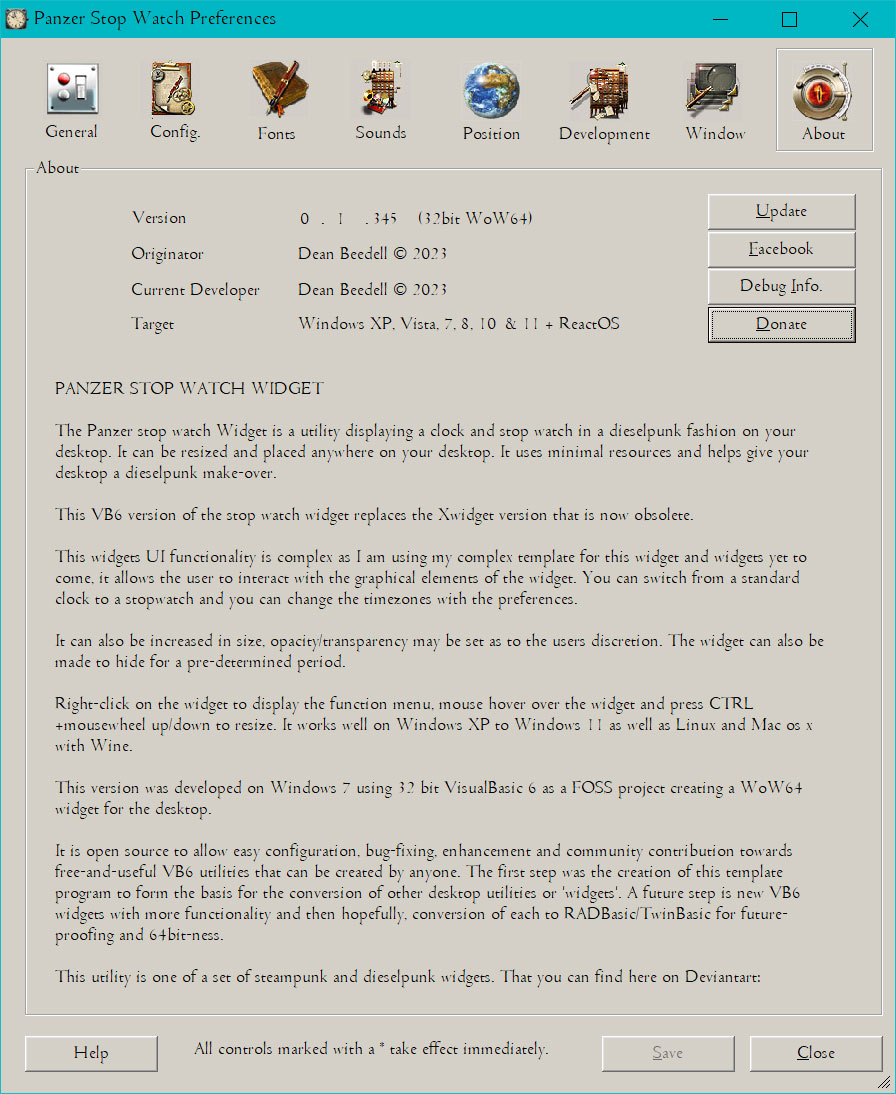 Panzer Stop Watch Preferences
General Config. Fonts Sounds Position Development Window About
About
Version 0 . 1 . 345 (32bit WoW64)
Update
Originator Dean Beedell © 2023
Facebook
Current Developer Dean Beedell © 2023
Debug Info.
Target Windows XP, Vista, 7, 8, 10 & 11 + ReactOS
Donate
PANZER STOP WATCH WIDGET
The Panzer stop watch Widget is a utility displaying a clock and stop watch in a dieselpunk fashion on your
desktop. It can be resized and placed anywhere on your desktop. It uses minimal resources and helps give your
desktop a dieselpunk make-over.
This VB6 version of the stop watch widget replaces the Xwidget version that is now obsolete.
This widgets UI functionality is complex as I am using my complex template for this widget and widgets yet to
come, it allows the user to interact with the graphical elements of the widget. You can switch from a standard
clock to a stopwatch and you can change the timezones with the preferences.
It can also be increased in size, opacity/transparency may be set as to the users discretion. The widget can also be
made to hide for a pre-determined period.
Right-click on the widget to display the function menu, mouse hover over the widget and press CTRL
+mousewheel up/down to resize. It works well on Windows XP to Windows 11 as well as Linux and Mac os x
with Wine.
This version was developed on Windows 7 using 32 bit VisualBasic 6 as a FOSS project creating a WoW64
widget for the desktop.
It is open source to allow easy configuration, bug-fixing, enhancement and community contribution towards
free-and-useful VB6 utilities that can be created by anyone. The first step was the creation of this template
program to form the basis for the conversion of other desktop utilities or 'widgets'. A future step is new VB6
widgets with more functionality and then hopefully, conversion of each to RADBasic/TwinBasic for future-
proofing and 64bit-ness.
This utility is one of a set of steampunk and dieselpunk widgets. That you can find here on Deviantart:
Help All controls marked with a * take effect immediately. Save Close